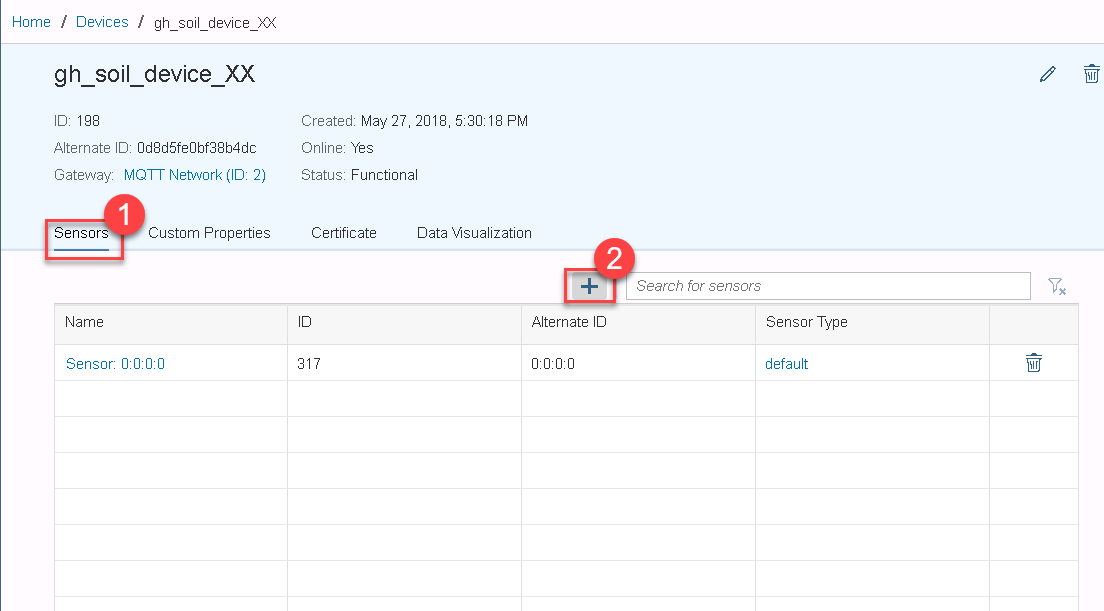 Home / Devices / gh_soil_device_XX
gh_soil_device_XX
ID: 198
Created: May 27, 2018, 5:30:18 PM
Alternate ID: 0d8d5fe0bf38b4dc
Online: Yes
Gateway: MQTT Network (ID: 2)
Status: Functional
1
Sensors
Custom Properties
Certificate
Data Visualization
2
+
Search for sensors
Name
ID
Alternate ID
Sensor Type
Sensor: 0:0:0:0
317
0:0:0:0
default